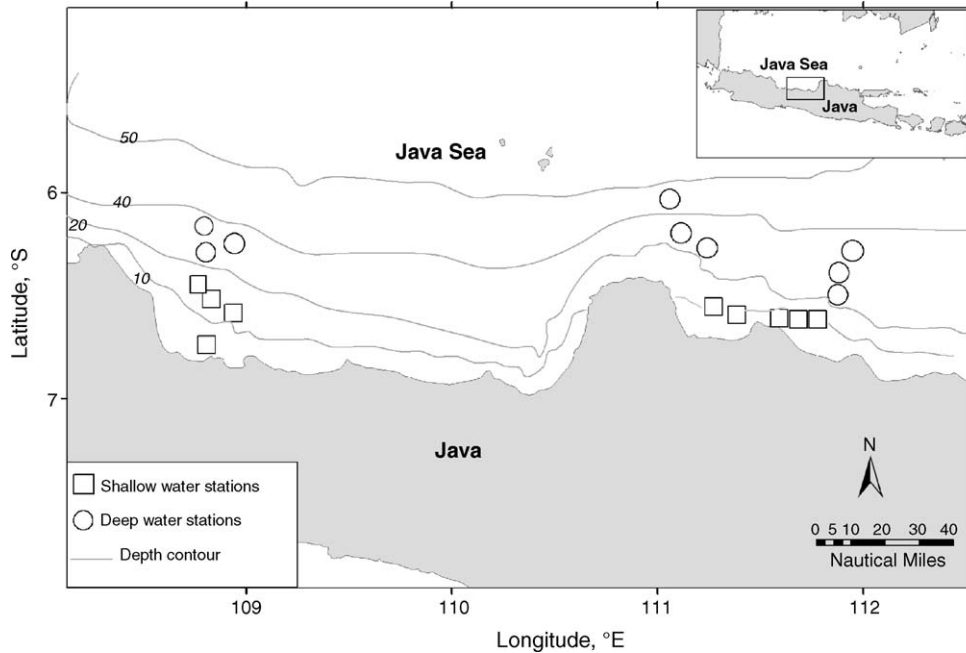 Java Sea
Java
50
Java Sea
6
40
20
10
Latitude, °S
7
Java
N
Shallow water stations
Deep water stations
Depth contour
0 5 10 20 30 40
Nautical Miles
109 110 111 112
Longitude, °E